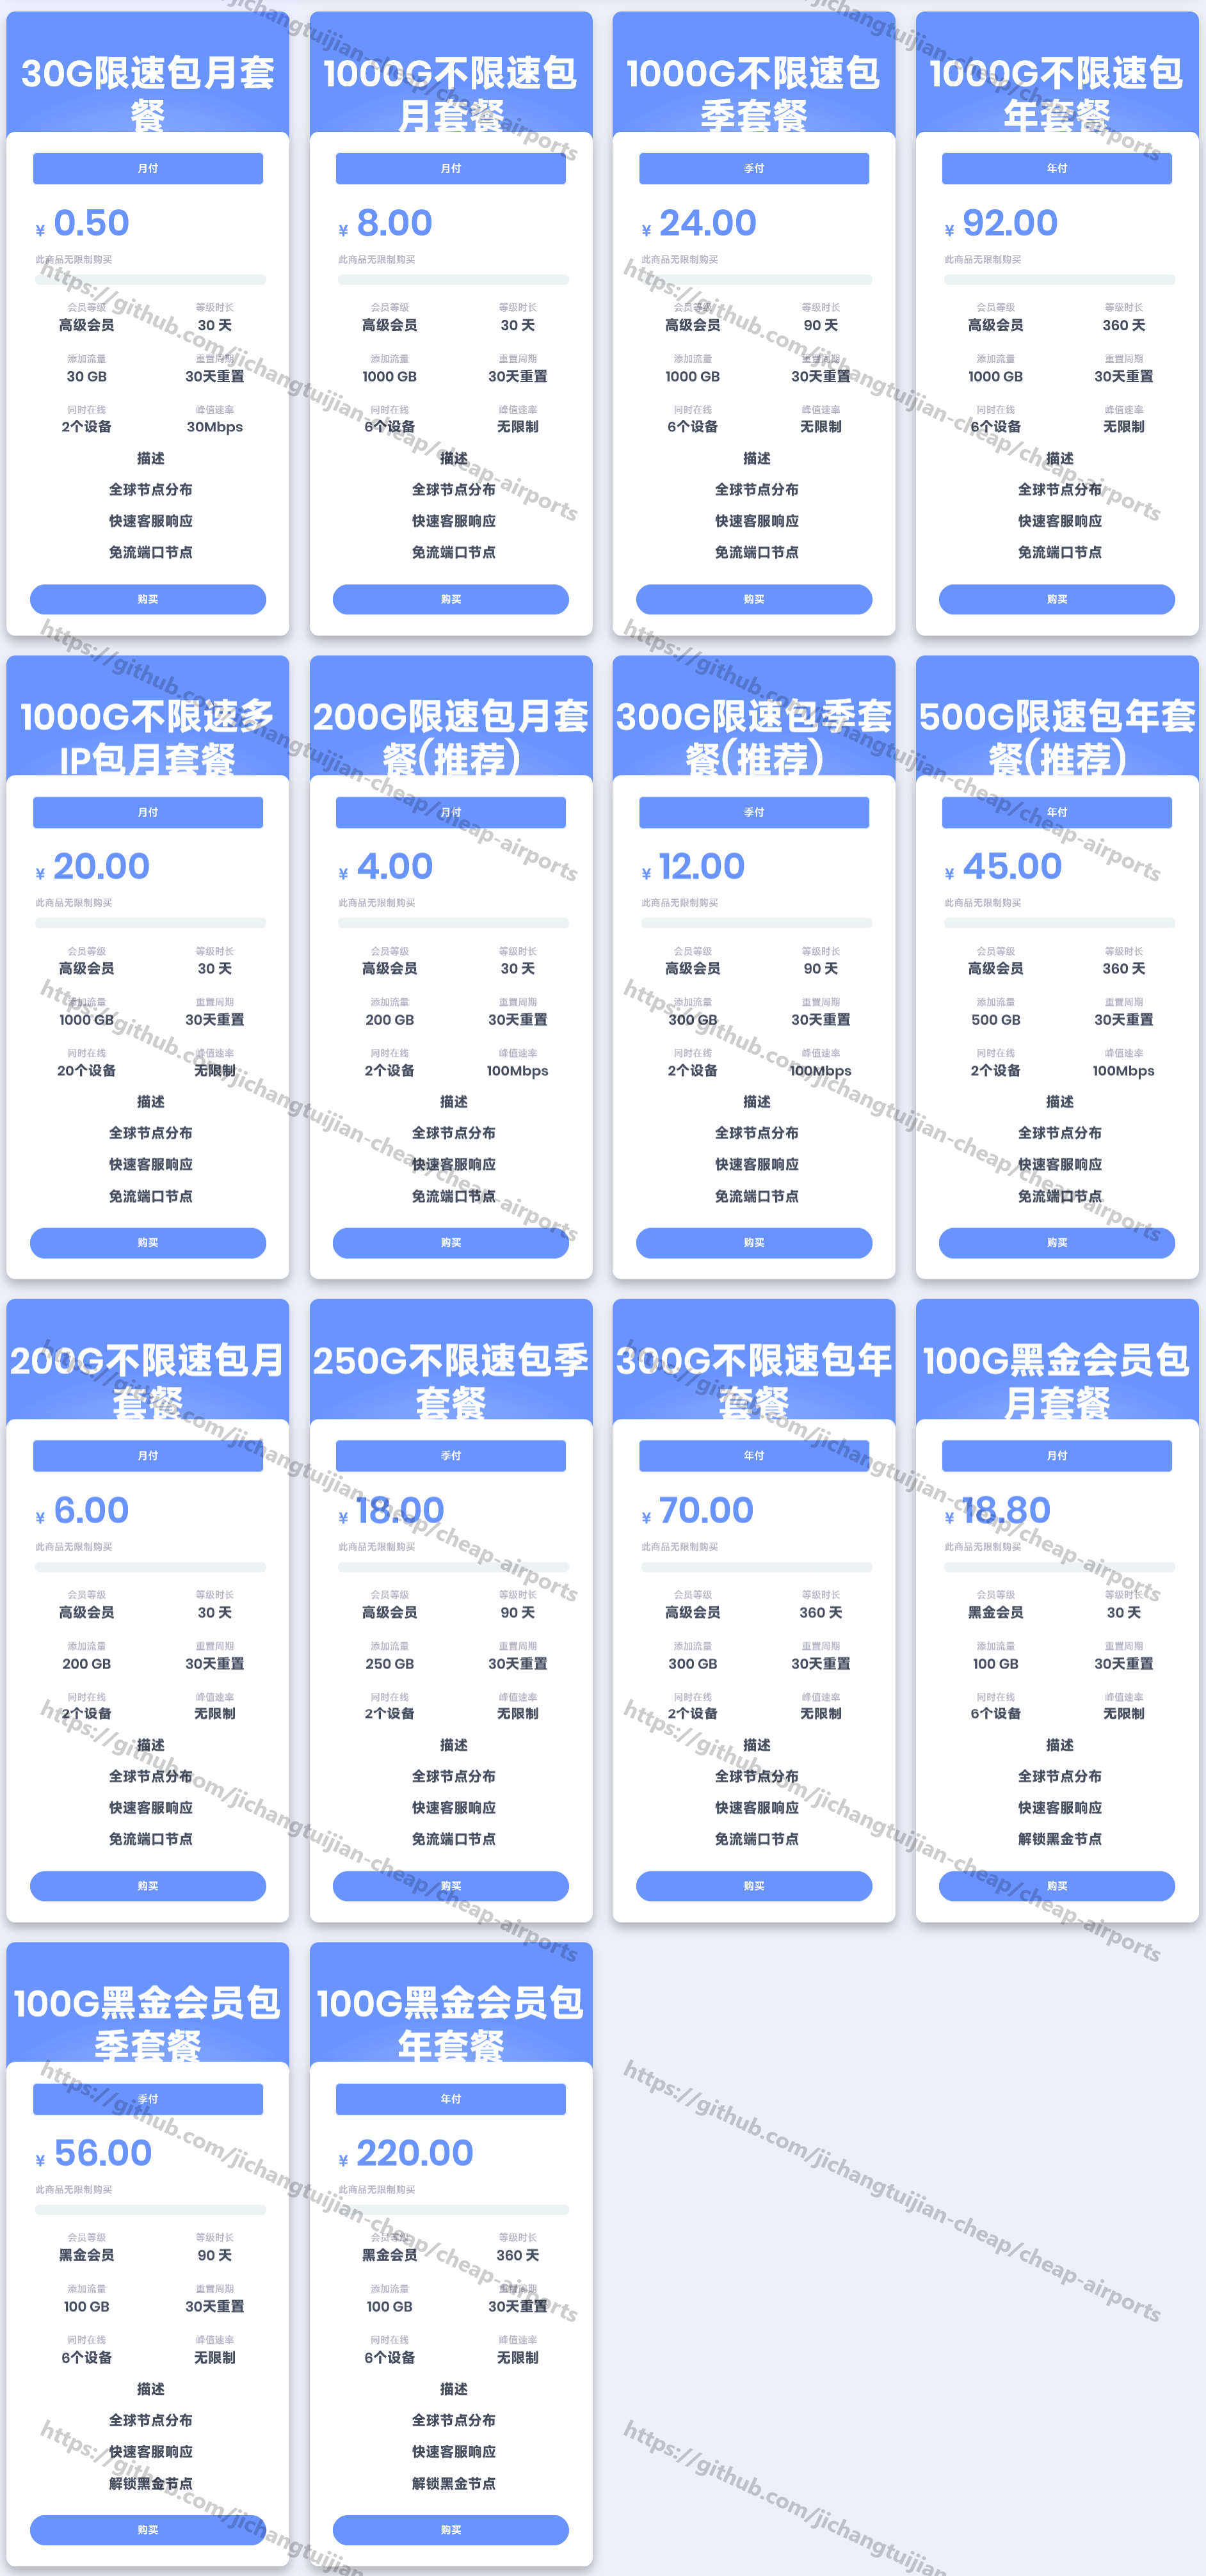 30G限速包月套
餐
月付
¥ 0.50
此商品无限制购买
会员等级 等级时长
高级会员 30 天
添加流量 重置周期
30 GB 30天重置
同时在线 峰值速率
2个设备 30Mbps
描述
全球节点分布
快速客服响应
免流端口节点
购买
1000G不限速包
月套餐
月付
¥ 8.00
此商品无限制购买
会员等级 等级时长
高级会员 30 天
添加流量 重置周期
1000 GB 30天重置
同时在线 峰值速率
6个设备 无限制
描述
全球节点分布
快速客服响应
免流端口节点
购买
1000G不限速包
季套餐
季付
¥ 24.00
此商品无限制购买
会员等级 等级时长
高级会员 90 天
添加流量 重置周期
1000 GB 30天重置
同时在线 峰值速率
6个设备 无限制
描述
全球节点分布
快速客服响应
免流端口节点
购买
1000G不限速包
年套餐
年付
¥ 92.00
此商品无限制购买
会员等级 等级时长
高级会员 360 天
添加流量 重置周期
1000 GB 30天重置
同时在线 峰值速率
6个设备 无限制
描述
全球节点分布
快速客服响应
免流端口节点
购买
1000G不限速多
IP包月套餐
月付
¥ 20.00
此商品无限制购买
会员等级 等级时长
高级会员 30 天
添加流量 重置周期
1000 GB 30天重置
同时在线 峰值速率
20个设备 无限制
描述
全球节点分布
快速客服响应
免流端口节点
购买
200G限速包月套
餐(推荐)
月付
¥ 4.00
此商品无限制购买
会员等级 等级时长
高级会员 30 天
添加流量 重置周期
200 GB 30天重置
同时在线 峰值速率
2个设备 100Mbps
描述
全球节点分布
快速客服响应
免流端口节点
购买
300G限速包季套
餐(推荐)
季付
¥ 12.00
此商品无限制购买
会员等级 等级时长
高级会员 90 天
添加流量 重置周期
300 GB 30天重置
同时在线 峰值速率
2个设备 100Mbps
描述
全球节点分布
快速客服响应
免流端口节点
购买
500G限速包年套
餐(推荐)
年付
¥ 45.00
此商品无限制购买
会员等级 等级时长
高级会员 360 天
添加流量 重置周期
500 GB 30天重置
同时在线 峰值速率
2个设备 100Mbps
描述
全球节点分布
快速客服响应
免流端口节点
购买
200G不限速包月
套餐
月付
¥ 6.00
此商品无限制购买
会员等级 等级时长
高级会员 30 天
添加流量 重置周期
200 GB 30天重置
同时在线 峰值速率
2个设备 无限制
描述
全球节点分布
快速客服响应
免流端口节点
购买
250G不限速包季
套餐
季付
¥ 18.00
此商品无限制购买
会员等级 等级时长
高级会员 90 天
添加流量 重置周期
250 GB 30天重置
同时在线 峰值速率
2个设备 无限制
描述
全球节点分布
快速客服响应
免流端口节点
购买
300G不限速包年
套餐
年付
¥ 70.00
此商品无限制购买
会员等级 等级时长
高级会员 360 天
添加流量 重置周期
300 GB 30天重置
同时在线 峰值速率
2个设备 无限制
描述
全球节点分布
快速客服响应
免流端口节点
购买
100G黑金会员包
月套餐
月付
¥ 18.80
此商品无限制购买
会员等级 等级时长
黑金会员 30 天
添加流量 重置周期
100 GB 30天重置
同时在线 峰值速率
6个设备 无限制
描述
全球节点分布
快速客服响应
解锁黑金节点
购买
100G黑金会员包
季套餐
季付
¥ 56.00
此商品无限制购买
会员等级 等级时长
黑金会员 90 天
添加流量 重置周期
100 GB 30天重置
同时在线 峰值速率
6个设备 无限制
描述
全球节点分布
快速客服响应
解锁黑金节点
购买
100G黑金会员包
年套餐
年付
¥ 220.00
此商品无限制购买
会员等级 等级时长
黑金会员 360 天
添加流量 重置周期
100 GB 30天重置
同时在线 峰值速率
6个设备 无限制
描述
全球节点分布
快速客服响应
解锁黑金节点
购买
https://github.com/jichangtuijian-cheap/cheap-airports